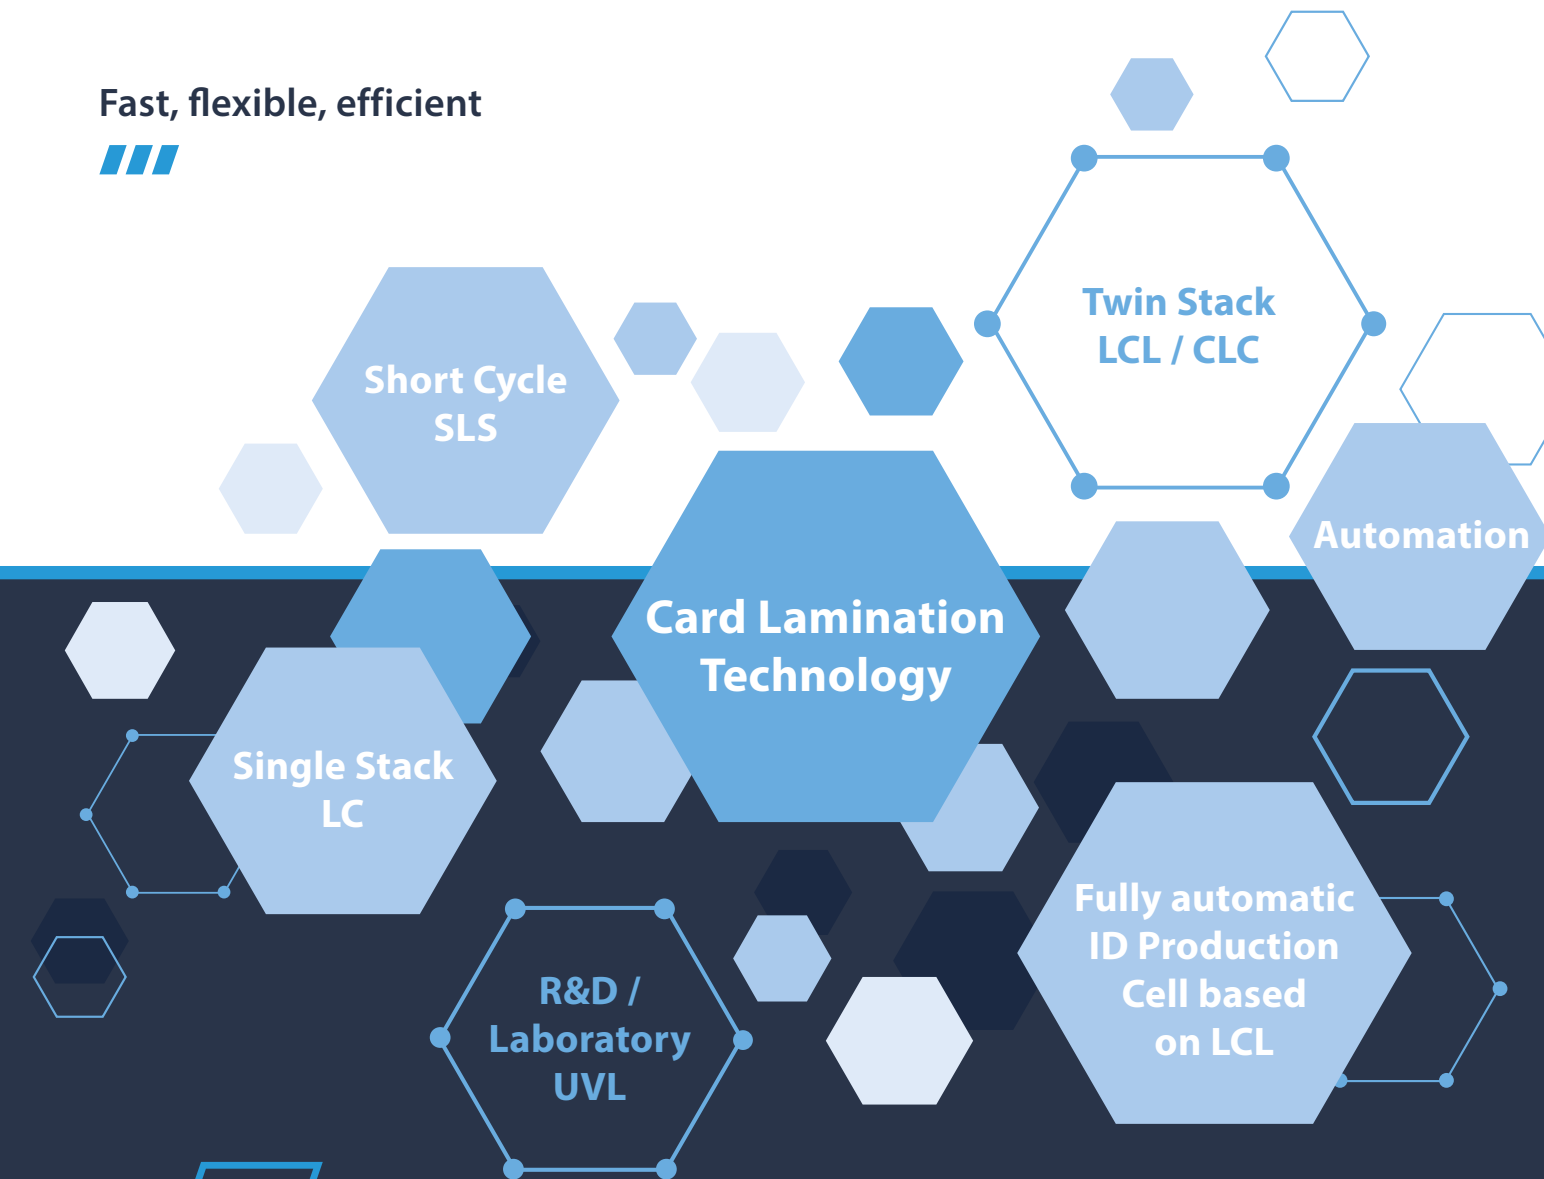 Fast, flexible, efficient
Twin Stack
LCL / CLC
Short Cycle
SLS
Automation
Card Lamination
Technology
Single Stack
LC
Fully automatic
ID Production
Cell based
on LCL
R&D /
Laboratory
UVL